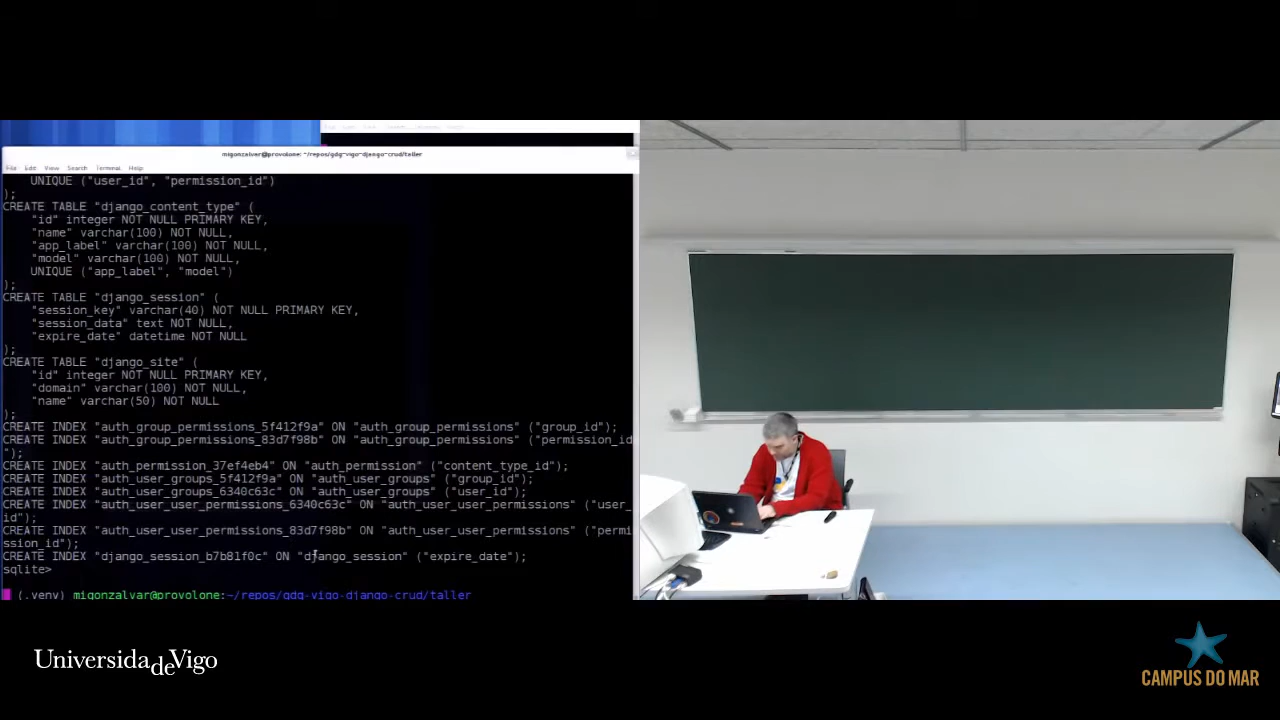 migonzalvar@provolone: ~/repos/gdg-vigo-django-crud/taller
File Edit View Search Terminal Help
UNIQUE ("user_id", "permission_id")
);
CREATE TABLE "django_content_type" (
"id" integer NOT NULL PRIMARY KEY,
"name" varchar(100) NOT NULL,
"app_label" varchar(100) NOT NULL,
"model" varchar(100) NOT NULL,
UNIQUE ("app_label", "model")
);
CREATE TABLE "django_session" (
"session_key" varchar(40) NOT NULL PRIMARY KEY,
"session_data" text NOT NULL,
"expire_date" datetime NOT NULL
);
CREATE TABLE "django_site" (
"id" integer NOT NULL PRIMARY KEY,
"domain" varchar(100) NOT NULL,
"name" varchar(50) NOT NULL
);
CREATE INDEX "auth_group_permissions_5f412f9a" ON "auth_group_permissions" ("group_id");
CREATE INDEX "auth_group_permissions_83d7f98b" ON "auth_group_permissions" ("permission_id
");
CREATE INDEX "auth_permission_37ef4eb4" ON "auth_permission" ("content_type_id");
CREATE INDEX "auth_user_groups_5f412f9a" ON "auth_user_groups" ("group_id");
CREATE INDEX "auth_user_groups_6340c63c" ON "auth_user_groups" ("user_id");
CREATE INDEX "auth_user_user_permissions_6340c63c" ON "auth_user_user_permissions" ("user_
id");
CREATE INDEX "auth_user_user_permissions_83d7f98b" ON "auth_user_user_permissions" ("permi
ssion_id");
CREATE INDEX "django_session_b7b81f0c" ON "django_session" ("expire_date");
sqlite>
(.venv) migonzalvar@provolone:~/repos/gdg-vigo-django-crud/taller
UniversidadeVigo
CAMPUS DO MAR